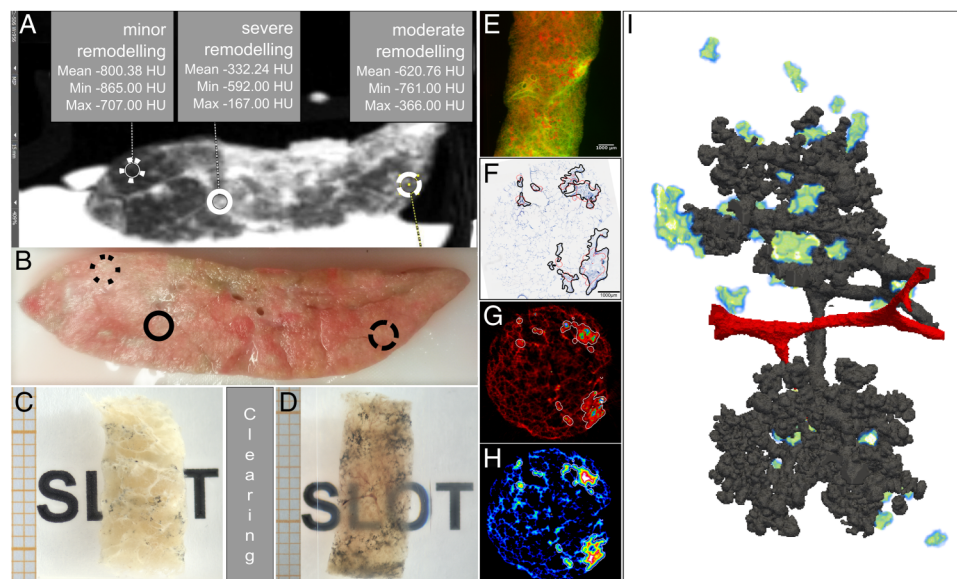 A
minor
remodelling
Mean -800.38 HU
Min -865.00 HU
Max -707.00 HU
severe
remodelling
Mean -332.24 HU
Min -592.00 HU
Max -167.00 HU
moderate
remodelling
Mean -620.76 HU
Min -761.00 HU
Max -366.00 HU
B
C
SLOT
Clearing
D
SLOT
E
1000 µm
F
1000µm
G
H
I